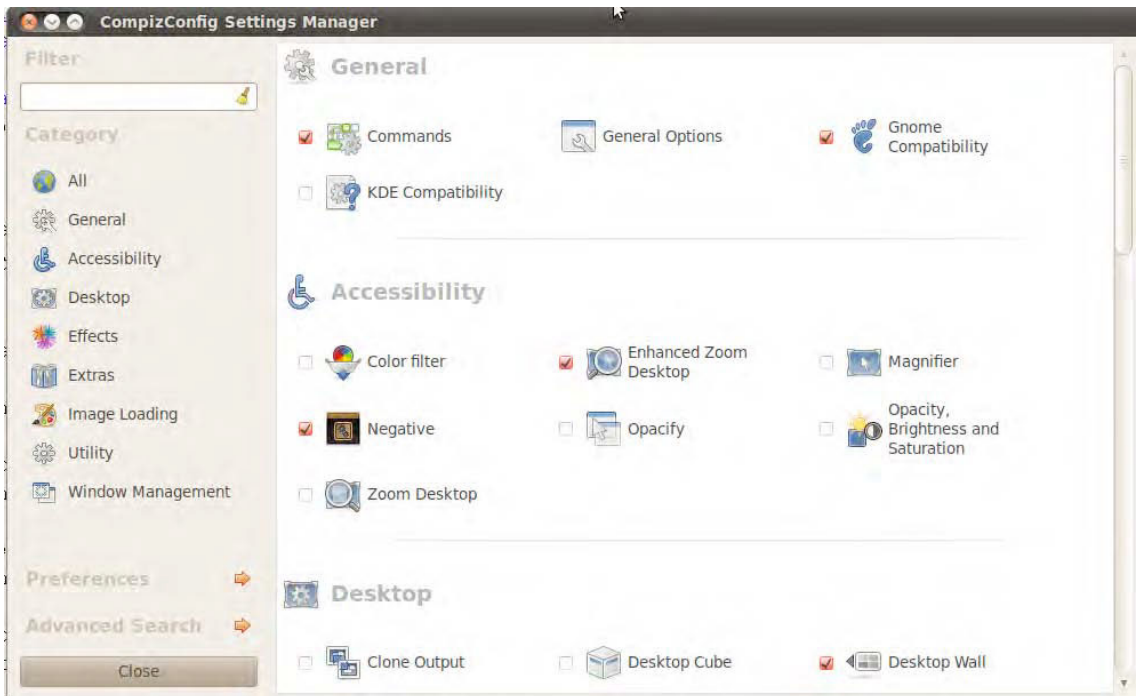 CompizConfig Settings Manager
Filter
Category
All
General
Accessibility
Desktop
Effects
Extras
Image Loading
Utility
Window Management
Preferences
Advanced Search
Close
General
Commands
General Options
Gnome
Compatibility
KDE Compatibility
Accessibility
Color filter
Enhanced Zoom
Desktop
Magnifier
Negative
Opacify
Opacity,
Brightness and
Saturation
Zoom Desktop
Desktop
Clone Output
Desktop Cube
Desktop Wall